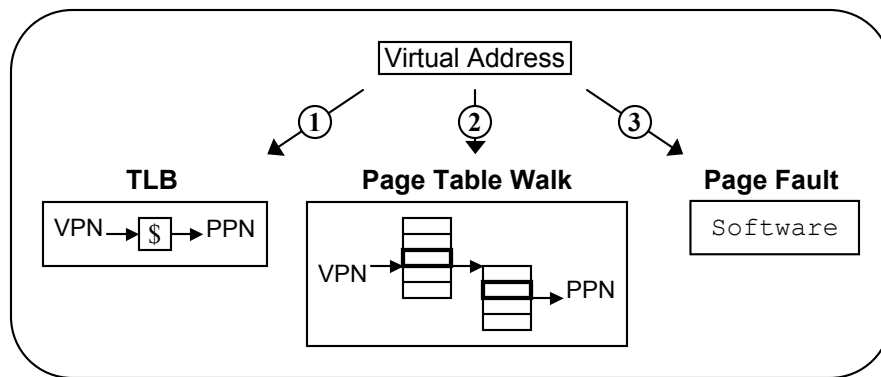 Virtual Address
1 2 3
TLB Page Table Walk Page Fault
VPN $ PPN
VPN PPN
Software